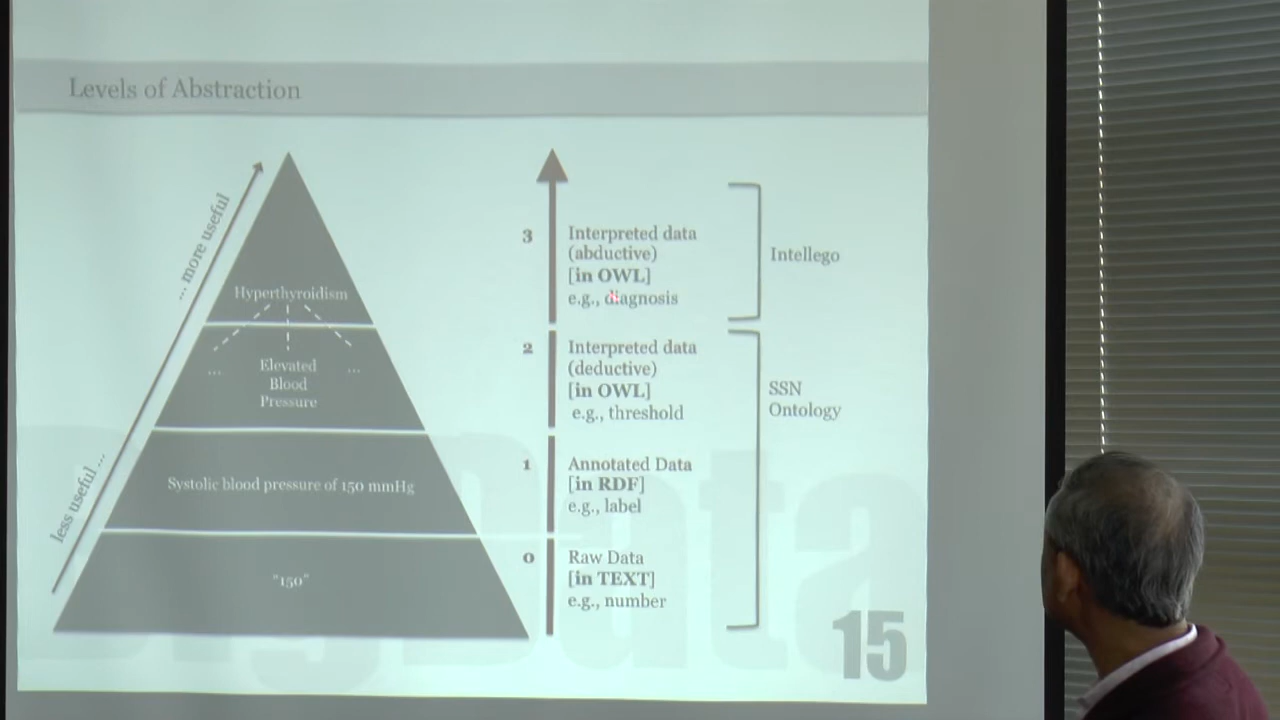 Levels of Abstraction
... more useful
less useful ...
Hyperthyroidism
... Elevated ...
Blood
Pressure
Systolic blood pressure of 150 mmHg
"150"
3 Interpreted data
(abductive)
[in OWL]
e.g., diagnosis
Intellego
2 Interpreted data
(deductive)
[in OWL]
e.g., threshold
SSN
Ontology
1 Annotated Data
[in RDF]
e.g., label
0 Raw Data
[in TEXT]
e.g., number
BigData
15